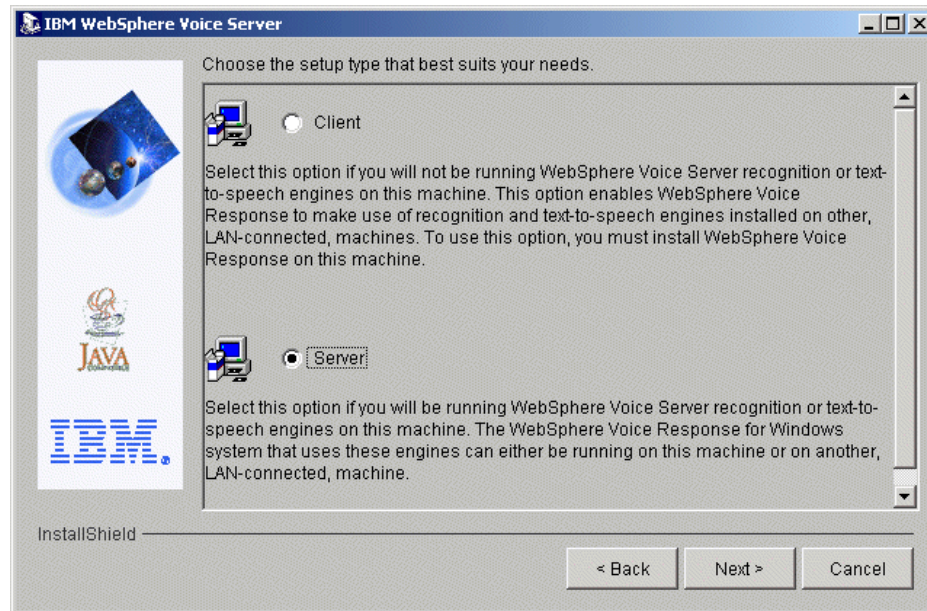 IBM WebSphere Voice Server
Choose the setup type that best suits your needs.
Client
Select this option if you will not be running WebSphere Voice Server recognition or text-
to-speech engines on this machine. This option enables WebSphere Voice
Response to make use of recognition and text-to-speech engines installed on other,
LAN-connected, machines. To use this option, you must install WebSphere Voice
Response on this machine.
Server
Select this option if you will be running WebSphere Voice Server recognition or text-to-
speech engines on this machine. The WebSphere Voice Response for Windows
system that uses these engines can either be running on this machine or on another,
LAN-connected, machine.
JAVA
COMPATIBLE
IBM.
InstallShield
< Back
Next >
Cancel